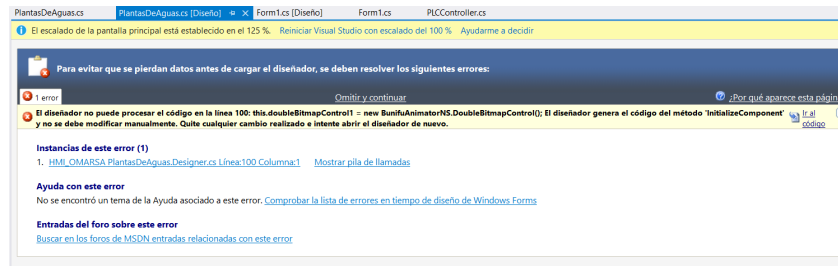 PlantasDeAguas.cs PlantasDeAguas.cs [Diseño] Form1.cs [Diseño] Form1.cs PLCController.cs
El escalado de la pantalla principal está establecido en el 125 %. Reiniciar Visual Studio con escalado del 100 % Ayudarme a decidir
Para evitar que se pierdan datos antes de cargar el diseñador, se deben resolver los siguientes errores:
1 error Omitir y continuar ¿Por qué aparece esta págin
El diseñador no puede procesar el código en la línea 100: this.doubleBitmapControl1 = new BunifuAnimatorNS.DoubleBitmapControl(); El diseñador genera el código del método 'InitializeComponent' Ir al
y no se debe modificar manualmente. Quite cualquier cambio realizado e intente abrir el diseñador de nuevo. código
Instancias de este error (1)
1. HMI_OMARSA PlantasDeAguas.Designer.cs Línea:100 Columna:1 Mostrar pila de llamadas
Ayuda con este error
No se encontró un tema de la Ayuda asociado a este error. Comprobar la lista de errores en tiempo de diseño de Windows Forms
Entradas del foro sobre este error
Buscar en los foros de MSDN entradas relacionadas con este error